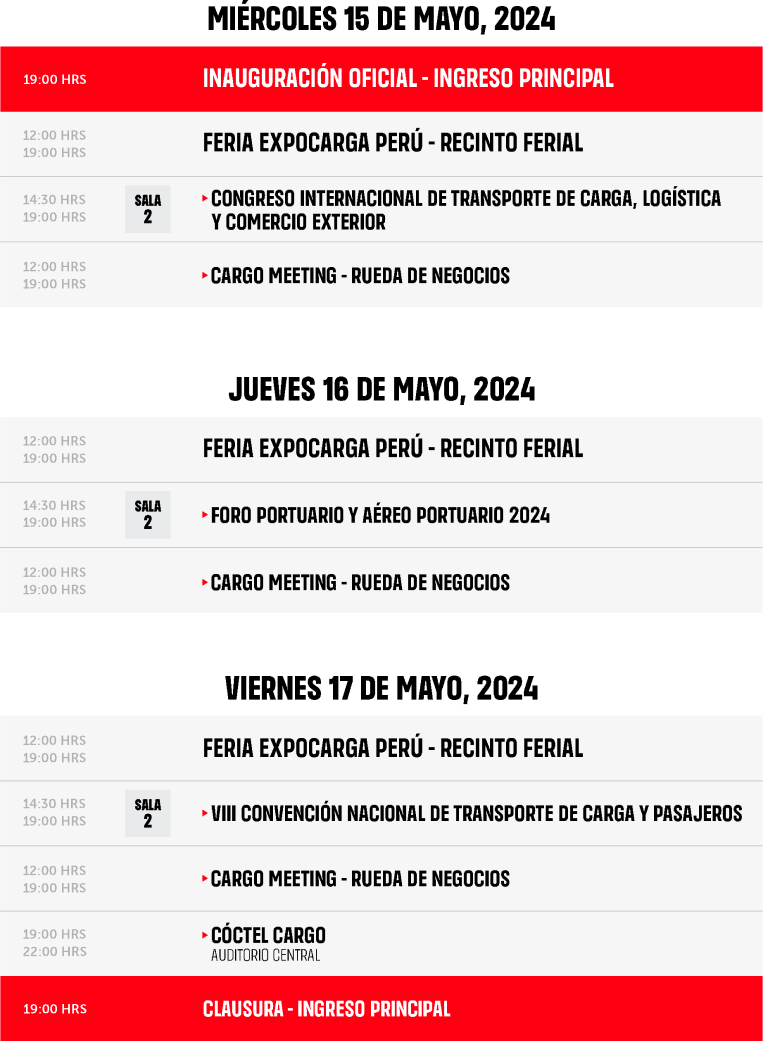 MIÉRCOLES 15 DE MAYO, 2024
19:00 HRS
INAUGURACIÓN OFICIAL - INGRESO PRINCIPAL
12:00 HRS
19:00 HRS
FERIA EXPOCARGA PERÚ - RECINTO FERIAL
14:30 HRS
19:00 HRS
SALA
2
CONGRESO INTERNACIONAL DE TRANSPORTE DE CARGA, LOGÍSTICA
Y COMERCIO EXTERIOR
12:00 HRS
19:00 HRS
CARGO MEETING - RUEDA DE NEGOCIOS
JUEVES 16 DE MAYO, 2024
12:00 HRS
19:00 HRS
FERIA EXPOCARGA PERÚ - RECINTO FERIAL
14:30 HRS
19:00 HRS
SALA
2
FORO PORTUARIO Y AÉREO PORTUARIO 2024
12:00 HRS
19:00 HRS
CARGO MEETING - RUEDA DE NEGOCIOS
VIERNES 17 DE MAYO, 2024
12:00 HRS
19:00 HRS
FERIA EXPOCARGA PERÚ - RECINTO FERIAL
14:30 HRS
19:00 HRS
SALA
2
VIII CONVENCIÓN NACIONAL DE TRANSPORTE DE CARGA Y PASAJEROS
12:00 HRS
19:00 HRS
CARGO MEETING - RUEDA DE NEGOCIOS
19:00 HRS
22:00 HRS
CÓCTEL CARGO
AUDITORIO CENTRAL
19:00 HRS
CLAUSURA - INGRESO PRINCIPAL